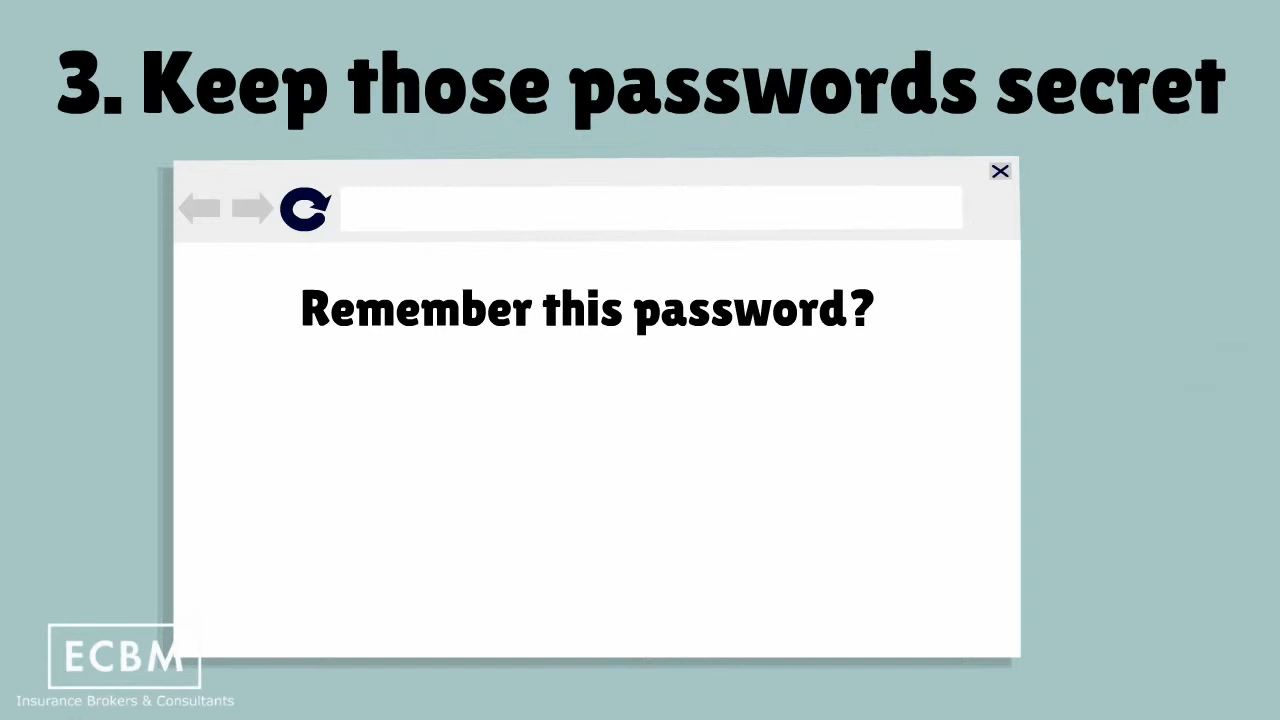 3. Keep those passwords secret
Remember this password?
ECBM
Insurance Brokers & Consultants